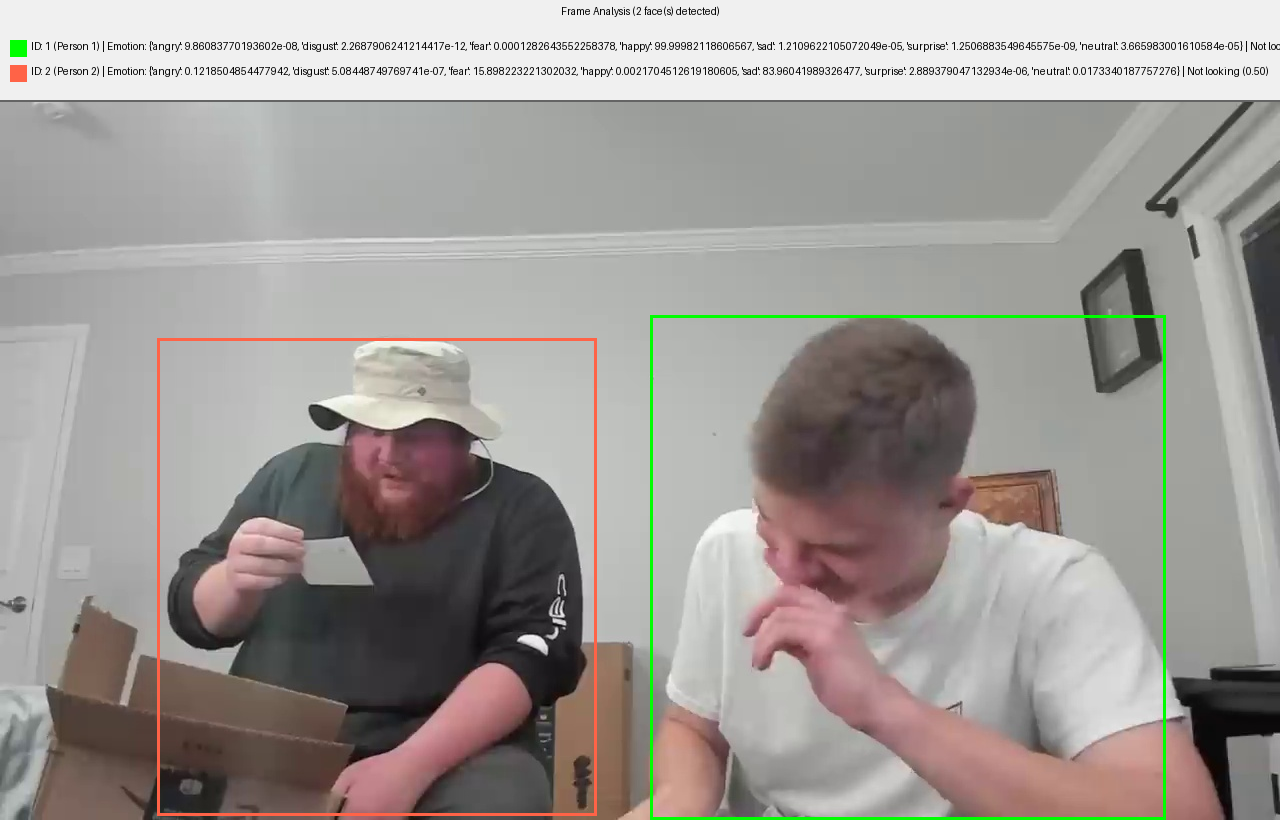 Frame Analysis (2 face(s) detected)
ID: 1 (Person 1) | Emotion: {'angry': 9.86083770193602e-08, 'disgust': 2.2687906241214417e-12, 'fear': 0.0001282643552258378, 'happy': 99.99982118606567, 'sad': 1.2109622105072049e-05, 'surprise': 1.2506883549645575e-09, 'neutral': 3.665983001610584e-05} | Not loo
ID: 2 (Person 2) | Emotion: {'angry': 0.1218504854477942, 'disgust': 5.08448749769741e-07, 'fear': 15.898223221302032, 'happy': 0.0021704512619180605, 'sad': 83.96041989326477, 'surprise': 2.889379047132934e-06, 'neutral': 0.0173340187757276} | Not looking (0.50)